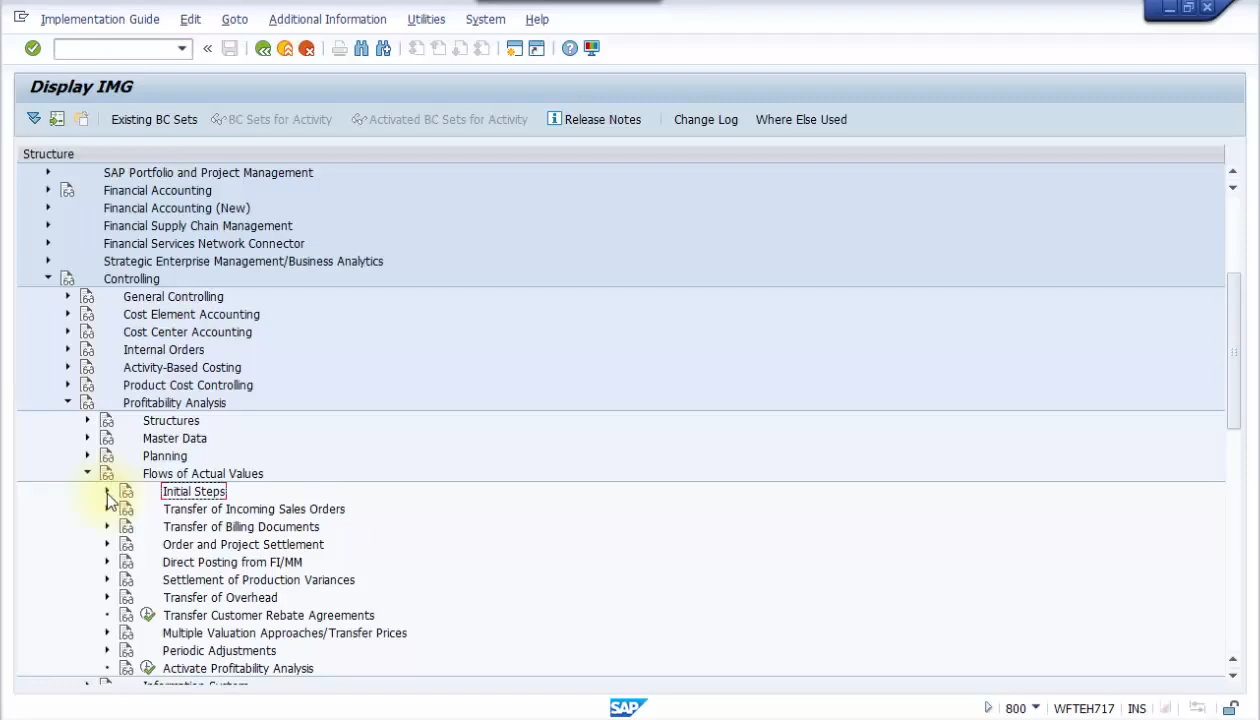 Implementation Guide Edit Goto Additional Information Utilities System Help
Display IMG
Existing BC Sets BC Sets for Activity Activated BC Sets for Activity Release Notes Change Log Where Else Used
Structure
SAP Portfolio and Project Management
Financial Accounting
Financial Accounting (New)
Financial Supply Chain Management
Financial Services Network Connector
Strategic Enterprise Management/Business Analytics
Controlling
General Controlling
Cost Element Accounting
Cost Center Accounting
Internal Orders
Activity-Based Costing
Product Cost Controlling
Profitability Analysis
Structures
Master Data
Planning
Flows of Actual Values
Initial Steps
Transfer of Incoming Sales Orders
Transfer of Billing Documents
Order and Project Settlement
Direct Posting from FI/MM
Settlement of Production Variances
Transfer of Overhead
Transfer Customer Rebate Agreements
Multiple Valuation Approaches/Transfer Prices
Periodic Adjustments
Activate Profitability Analysis
Information System
SAP 800 WFTEH717 INS